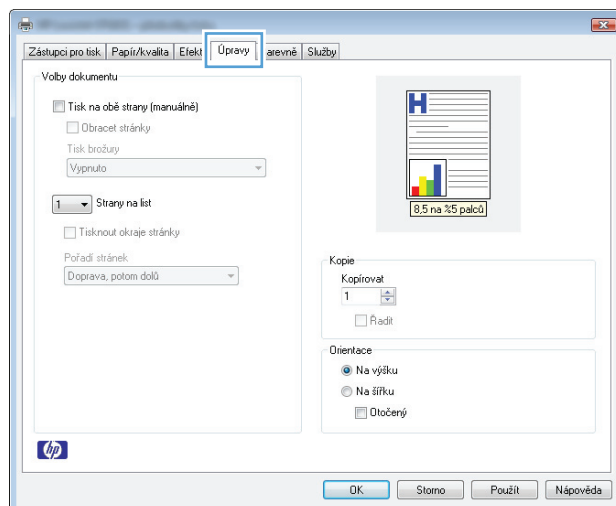 Zástupci pro tisk Papír/kvalita Efekt Úpravy arevně Služby
Volby dokumentu
Tisk na obě strany (manuálně)
Obracet stránky
Tisk brožury
Vypnuto
1 Strany na list
Tisknout okraje stránky
Pořadí stránek
Doprava, potom dolů
H
8,5 na %5 palců
Kopie
Kopírovat
1
Řadit
Orientace
Na výšku
Na šířku
Otočený
hp
OK Storno Použít Nápověda